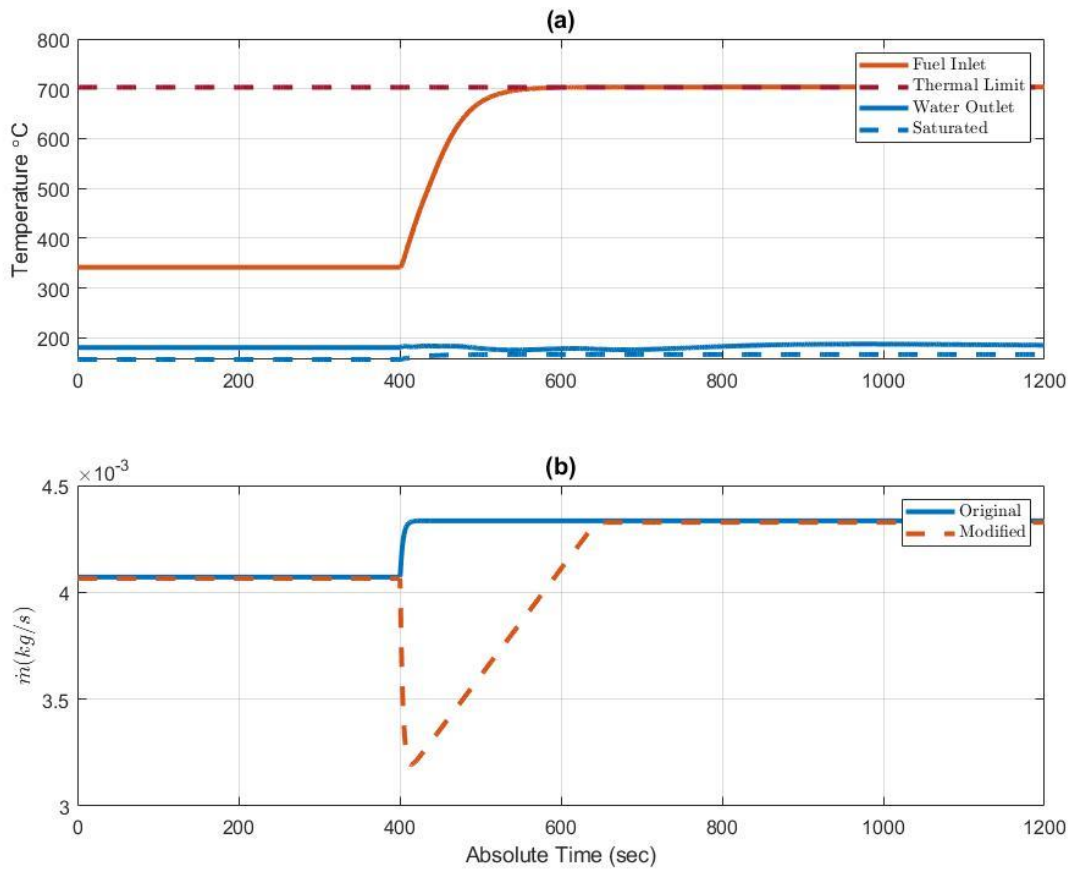 (a)
800
700
600
500
400
300
200
Temperature °C
Fuel Inlet
Thermal Limit
Water Outlet
Saturated
0 200 400 600 800 1000 1200
(b)
×10⁻³
4.5
4
3.5
3
ṁ(kg/s)
Original
Modified
0 200 400 600 800 1000 1200
Absolute Time (sec)